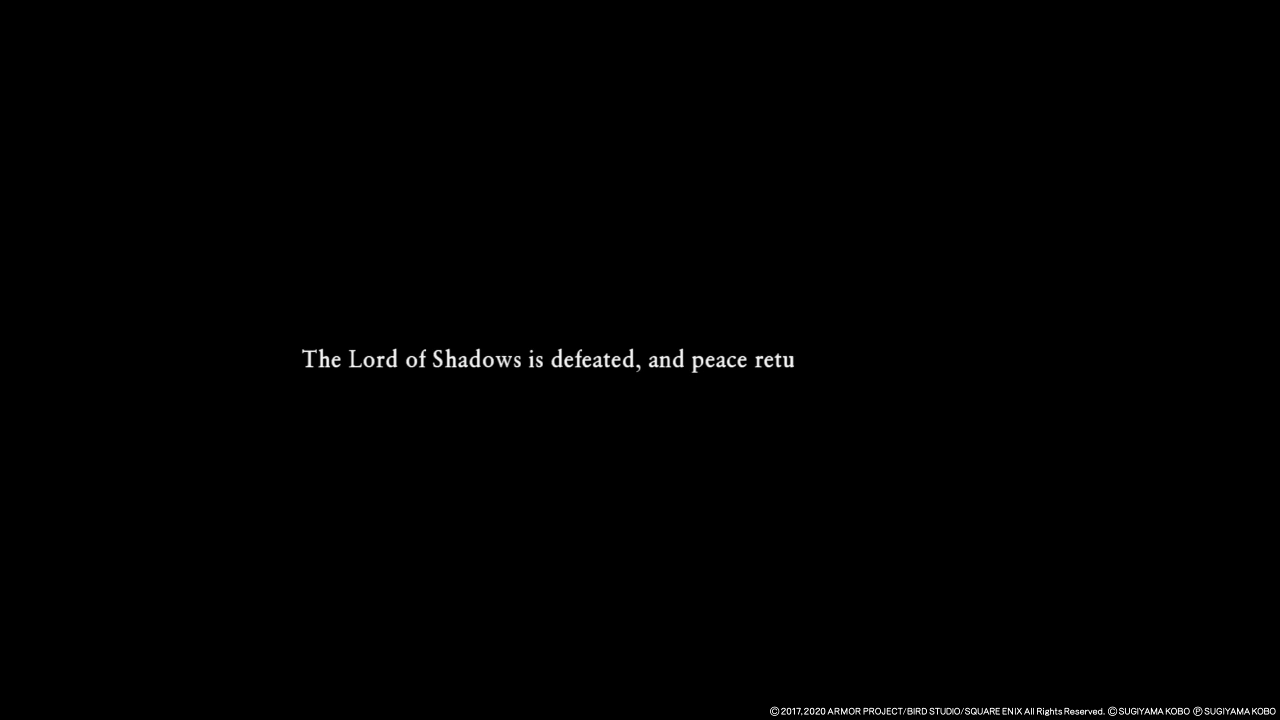 The Lord of Shadows is defeated, and peace retu
©2017, 2020 ARMOR PROJECT/BIRD STUDIO/SQUARE ENIX All Rights Reserved. ©SUGIYAMA KOBO ℗SUGIYAMA KOBO